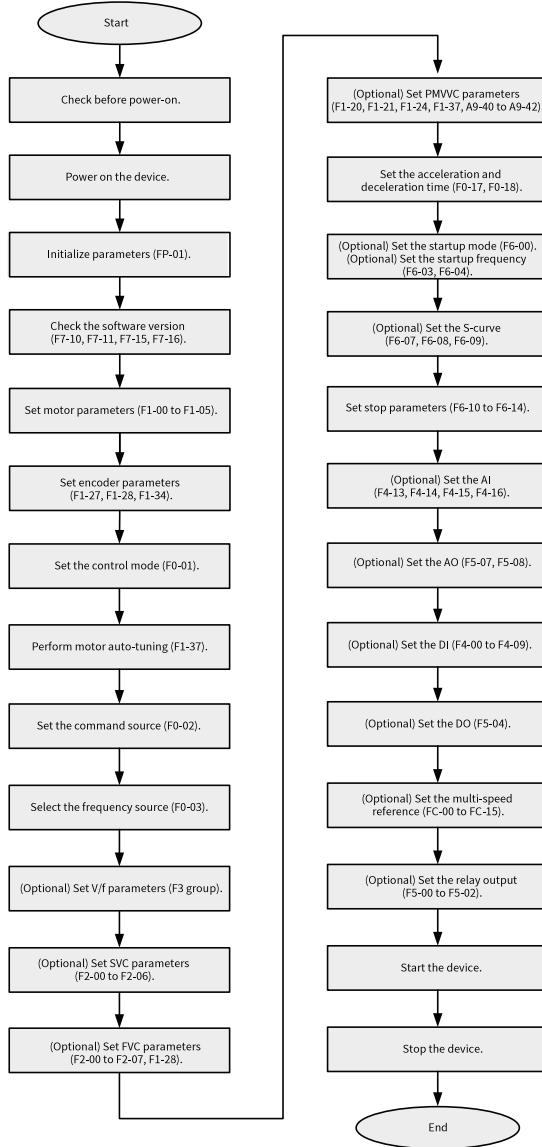 Start
Check before power-on.
Power on the device.
Initialize parameters (FP-01).
Check the software version
(F7-10, F7-11, F7-15, F7-16).
Set motor parameters (F1-00 to F1-05).
Set encoder parameters
(F1-27, F1-28, F1-34).
Set the control mode (F0-01).
Perform motor auto-tuning (F1-37).
Set the command source (F0-02).
Select the frequency source (F0-03).
(Optional) Set V/f parameters (F3 group).
(Optional) Set SVC parameters
(F2-00 to F2-06).
(Optional) Set FVC parameters
(F2-00 to F2-07, F1-28).
(Optional) Set PMVVC parameters
(F1-20, F1-21, F1-24, F1-37, A9-40 to A9-42).
Set the acceleration and
deceleration time (F0-17, F0-18).
(Optional) Set the startup mode (F6-00).
(Optional) Set the startup frequency
(F6-03, F6-04).
(Optional) Set the S-curve
(F6-07, F6-08, F6-09).
Set stop parameters (F6-10 to F6-14).
(Optional) Set the AI
(F4-13, F4-14, F4-15, F4-16).
(Optional) Set the AO (F5-07, F5-08).
(Optional) Set the DI (F4-00 to F4-09).
(Optional) Set the DO (F5-04).
(Optional) Set the multi-speed
reference (FC-00 to FC-15).
(Optional) Set the relay output
(F5-00 to F5-02).
Start the device.
Stop the device.
End